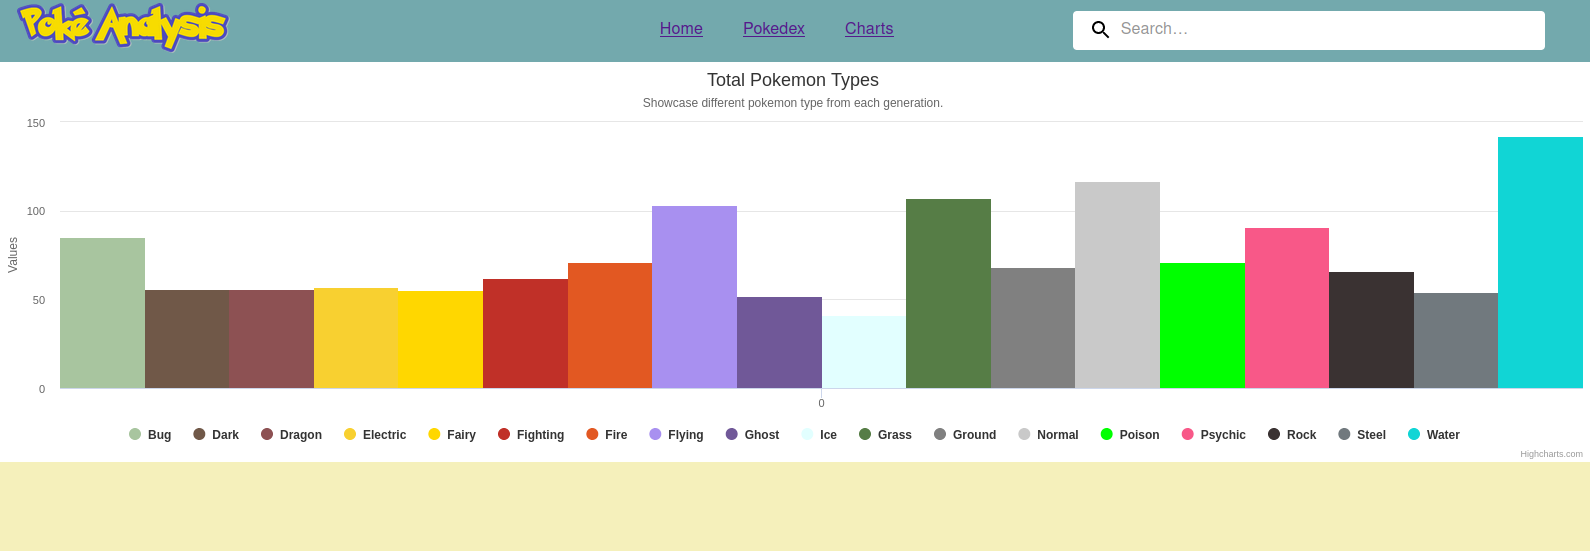 Poké Analysis
Home Pokedex Charts
Search…
Total Pokemon Types
Showcase different pokemon type from each generation.
Values
150
100
50
0
0
Bug Dark Dragon Electric Fairy Fighting Fire Flying Ghost Ice Grass Ground Normal Poison Psychic Rock Steel Water
Highcharts.com